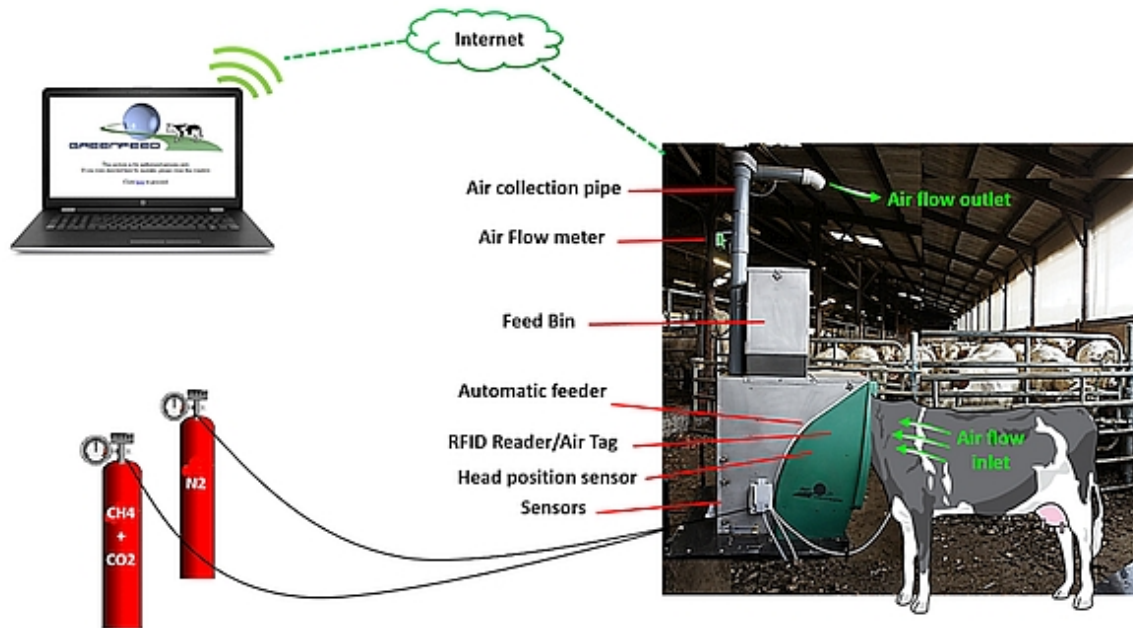 Internet
GREENFEED
Air collection pipe
Air flow outlet
Air Flow meter
Feed Bin
Automatic feeder
RFID Reader/Air Tag
Air flow
inlet
Head position sensor
Sensors
N2
CH4
+
CO2